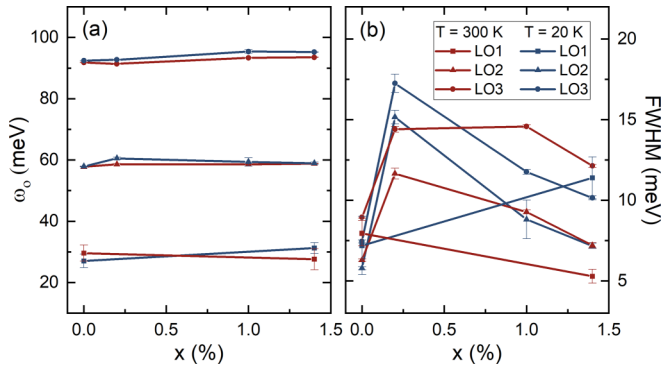 (a)
100
80
60
40
20
ω₀ (meV)
0.0 0.5 1.0 1.5
x (%)
(b)
T = 300 K T = 20 K
LO1 LO1
LO2 LO2
LO3 LO3
20
15
10
5
FWHM (meV)
0.0 0.5 1.0 1.5
x (%)